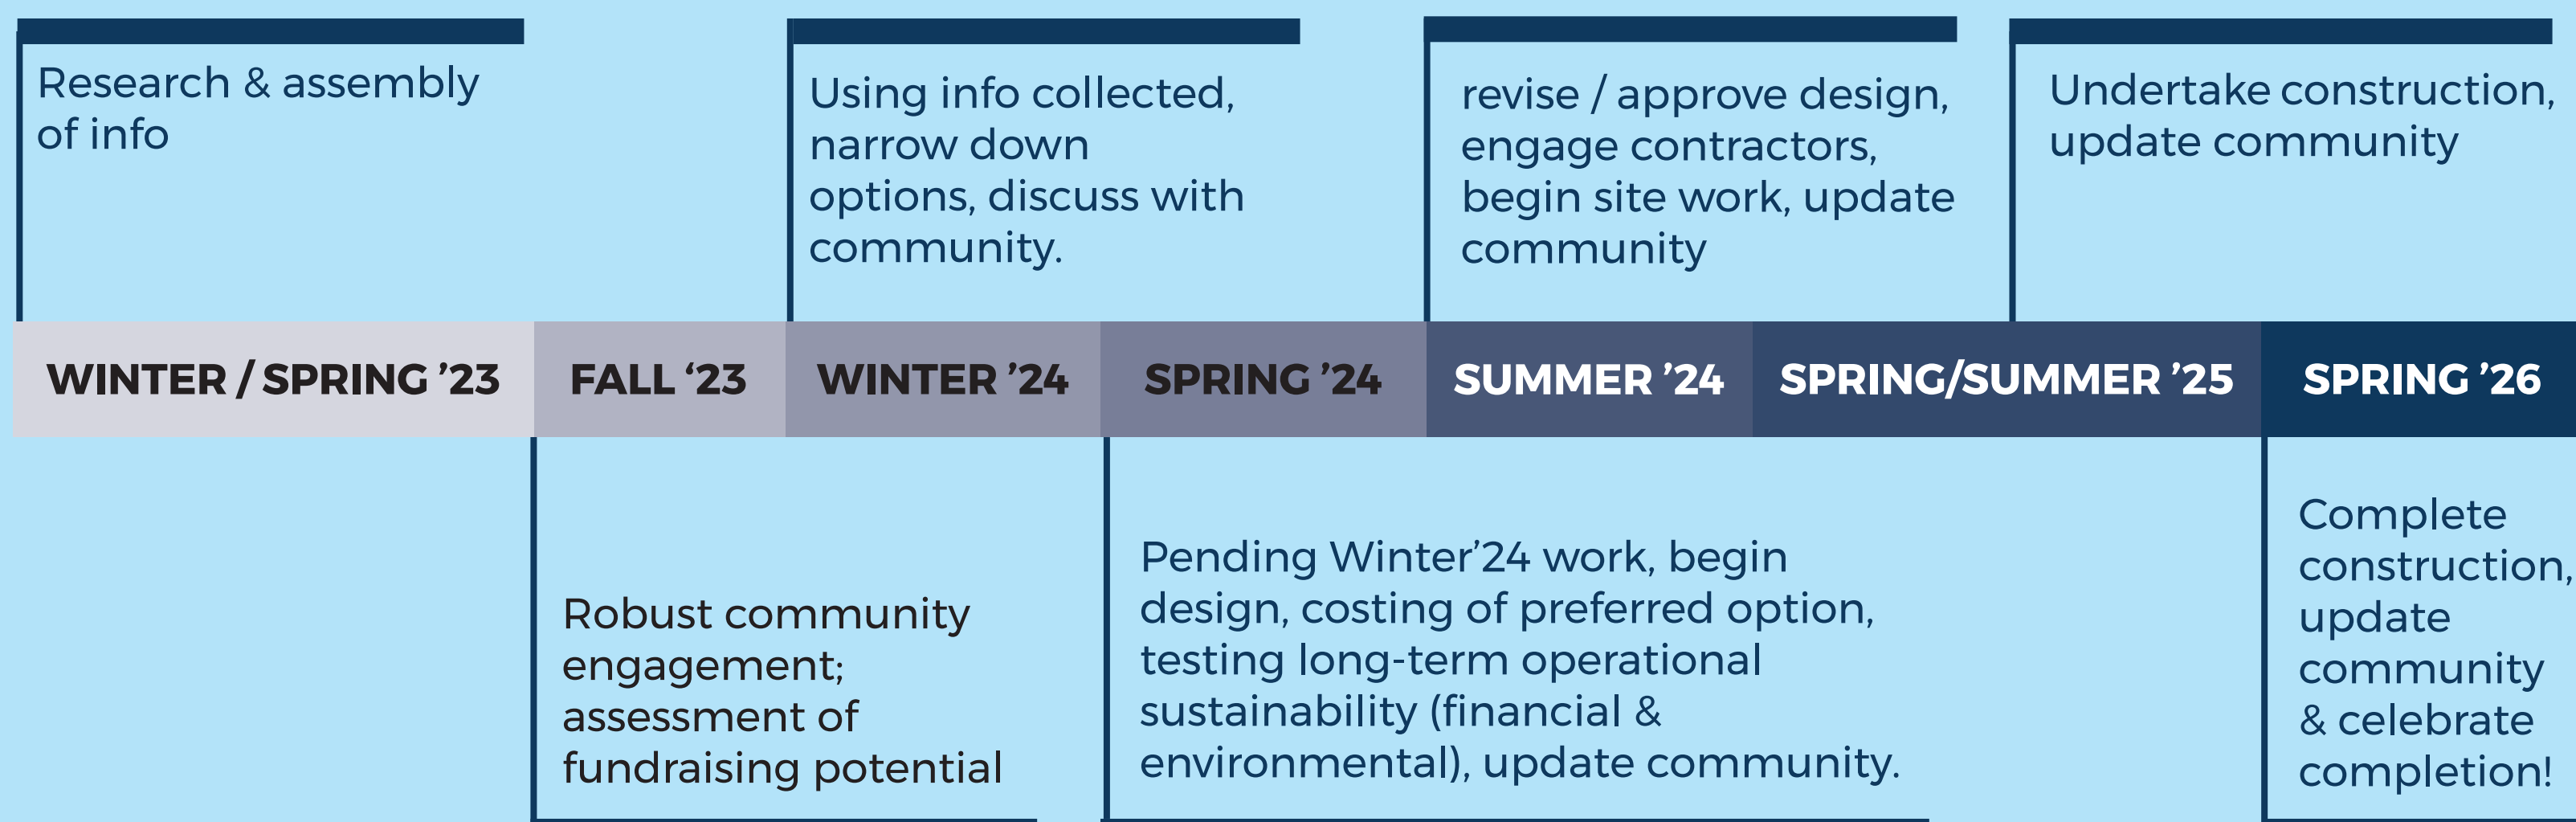 Research & assembly
of info
Using info collected,
narrow down
options, discuss with
community.
revise / approve design,
engage contractors,
begin site work, update
community
Undertake construction,
update community
WINTER / SPRING ’23
FALL ‘23
WINTER ’24
SPRING ’24
SUMMER ’24
SPRING/SUMMER ’25
SPRING ’26
Robust community
engagement;
assessment of
fundraising potential
Pending Winter’24 work, begin
design, costing of preferred option,
testing long-term operational
sustainability (financial &
environmental), update community.
Complete
construction,
update
community
& celebrate
completion!